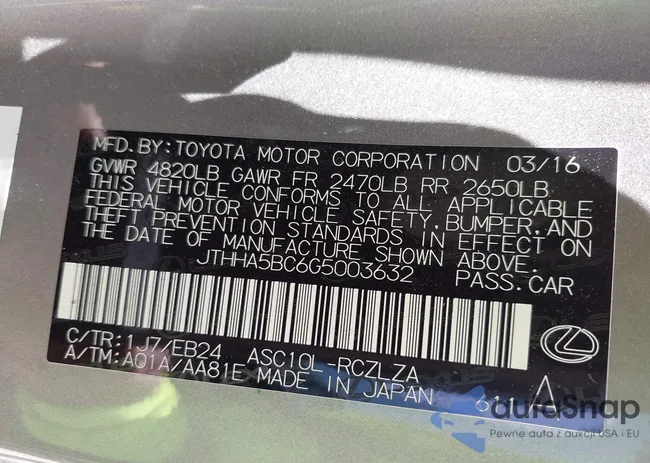 MFD.BY:TOYOTA MOTOR CORPORATION 03/16
GVWR 4820LB GAWR FR 2470LB RR 2650LB
THIS VEHICLE CONFORMS TO ALL APPLICABLE
FEDERAL MOTOR VEHICLE SAFETY,BUMPER,AND
THEFT PREVENTION STANDARDS IN EFFECT ON
THE DATE OF MANUFACTURE SHOWN ABOVE.
JTHHA5BC6G5003632 PASS.CAR
C/TR:1J7/EB24 ASC10L-RCZLZA
A/TM:A01A/AA81E MADE IN JAPAN 611
autoSnap
Pewne auta z aukcji USA i EU